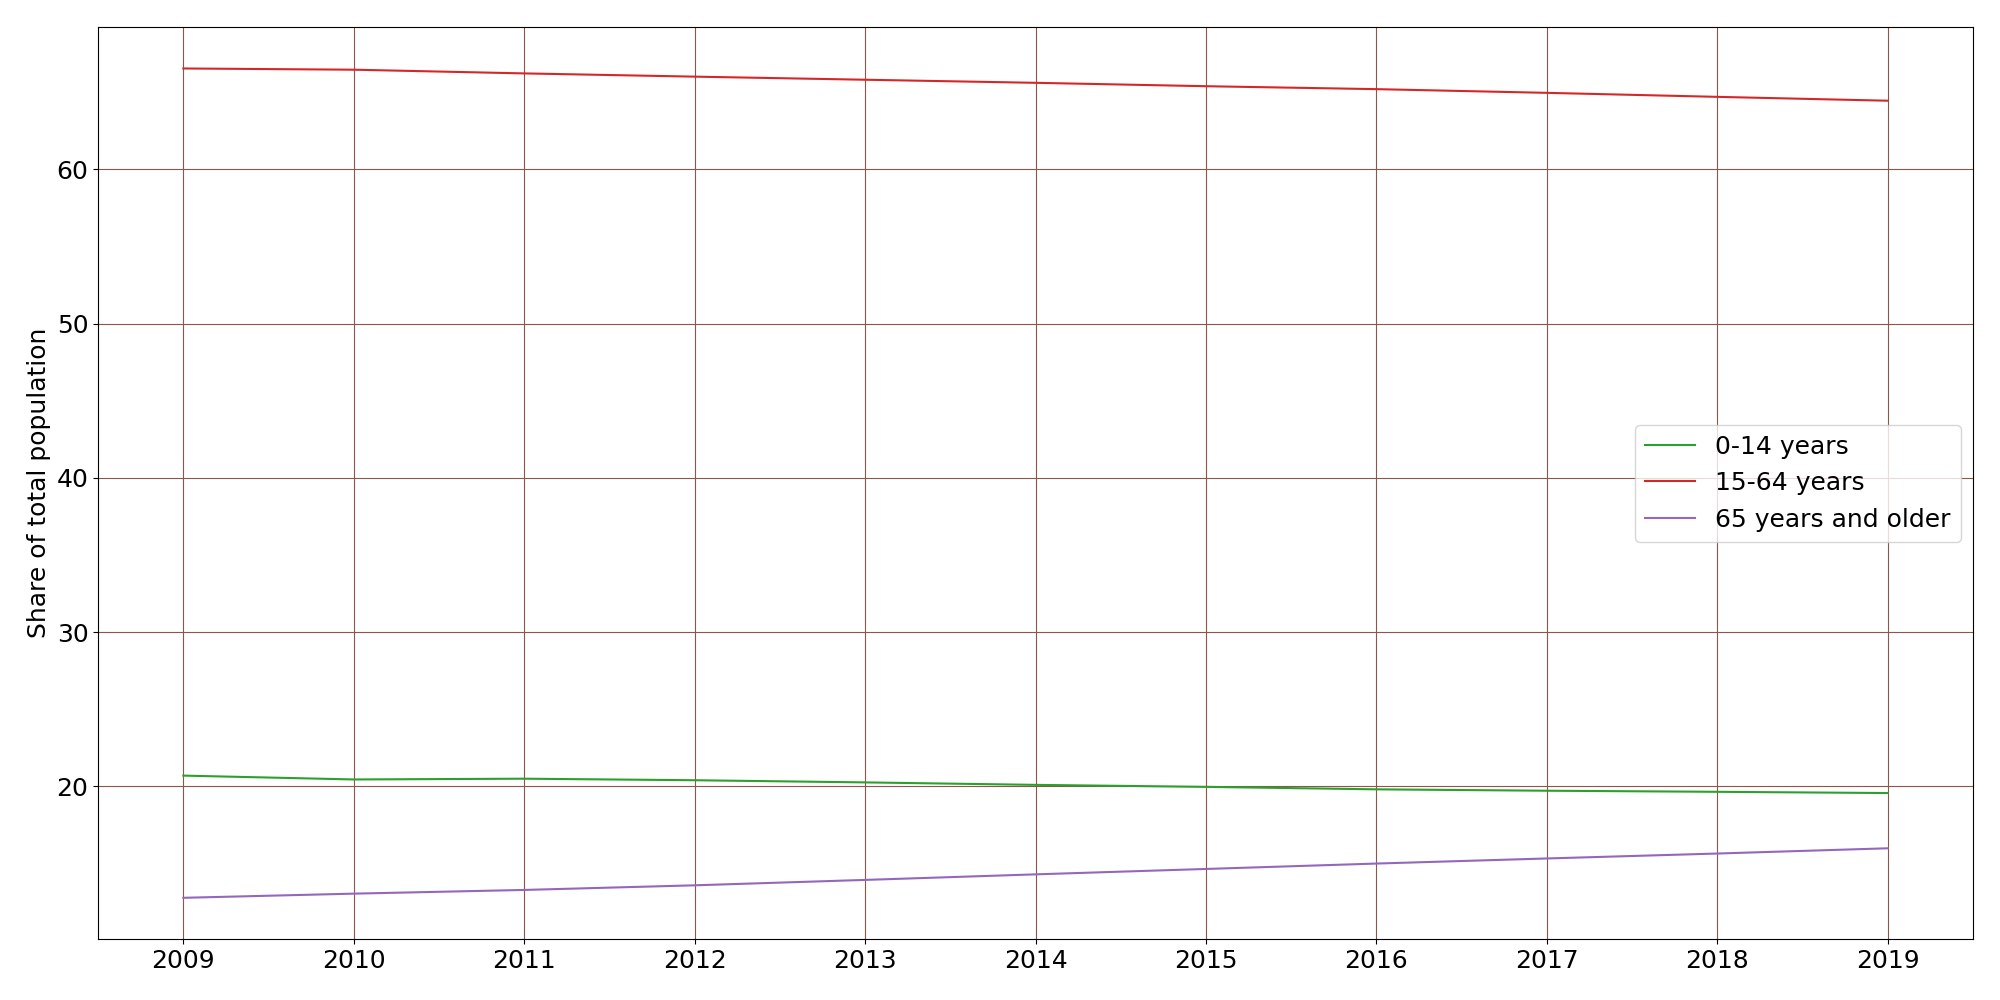 Share of total population
60
50
40
30
20
0-14 years
15-64 years
65 years and older
2009 2010 2011 2012 2013 2014 2015 2016 2017 2018 2019